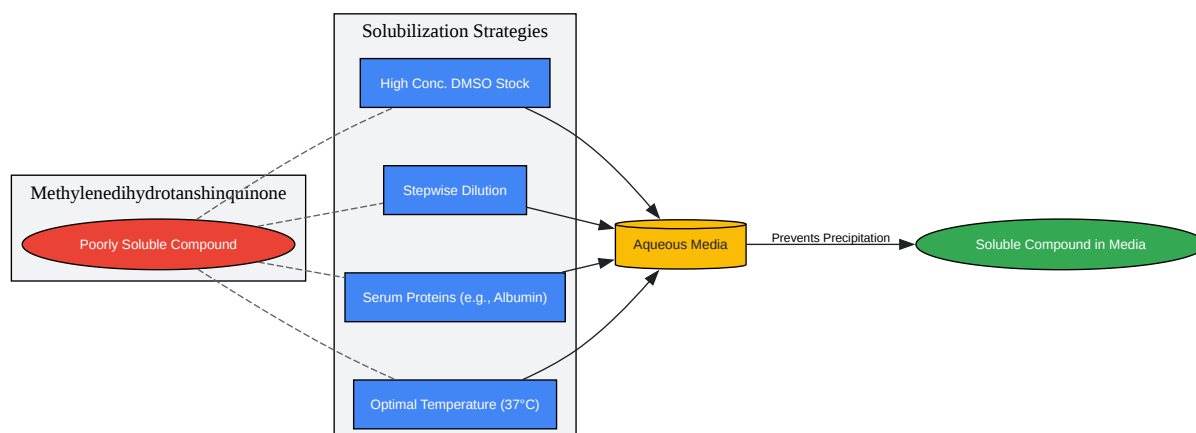 Solubilization Strategies
High Conc. DMSO Stock
Methylenedihydrotanshinquinone
Stepwise Dilution
Poorly Soluble Compound
Aqueous Media
Prevents Precipitation
Soluble Compound in Media
Serum Proteins (e.g., Albumin)
Optimal Temperature (37°C)